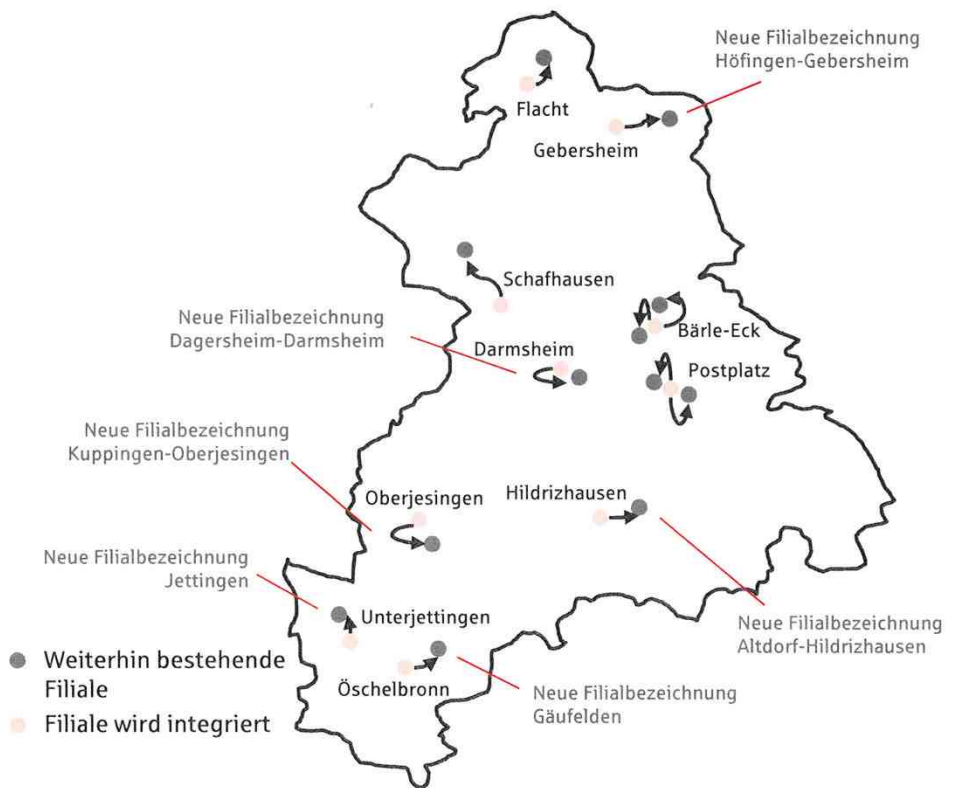 Neue Filialbezeichnung
Höfingen-Gebersheim
Flacht
Gebersheim
Schafhausen
Neue Filialbezeichnung
Dagersheim-Darmsheim
Bärle-Eck
Darmsheim
Postplatz
Neue Filialbezeichnung
Kuppingen-Oberjesingen
Oberjesingen
Hildrizhausen
Neue Filialbezeichnung
Jettingen
Unterjettingen
Neue Filialbezeichnung
Altdorf-Hildrizhausen
Weiterhin bestehende
Filiale
Öschelbronn
Neue Filialbezeichnung
Gäufelden
Filiale wird integriert